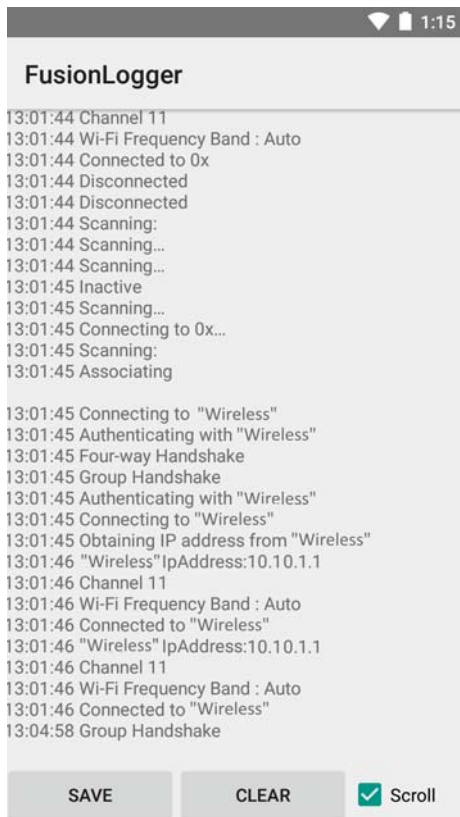 1:15
FusionLogger
13:01:44 Channel 11
13:01:44 Wi-Fi Frequency Band : Auto
13:01:44 Connected to 0x
13:01:44 Disconnected
13:01:44 Disconnected
13:01:44 Scanning:
13:01:44 Scanning…
13:01:44 Scanning…
13:01:45 Inactive
13:01:45 Scanning…
13:01:45 Connecting to 0x…
13:01:45 Scanning:
13:01:45 Associating
13:01:45 Connecting to "Wireless"
13:01:45 Authenticating with "Wireless"
13:01:45 Four-way Handshake
13:01:45 Group Handshake
13:01:45 Authenticating with "Wireless"
13:01:45 Connecting to "Wireless"
13:01:45 Obtaining IP address from "Wireless"
13:01:46 "Wireless" IpAddress:10.10.1.1
13:01:46 Channel 11
13:01:46 Wi-Fi Frequency Band : Auto
13:01:46 Connected to "Wireless"
13:01:46 "Wireless" IpAddress:10.10.1.1
13:01:46 Channel 11
13:01:46 Wi-Fi Frequency Band : Auto
13:01:46 Connected to "Wireless"
13:04:58 Group Handshake
SAVE CLEAR Scroll